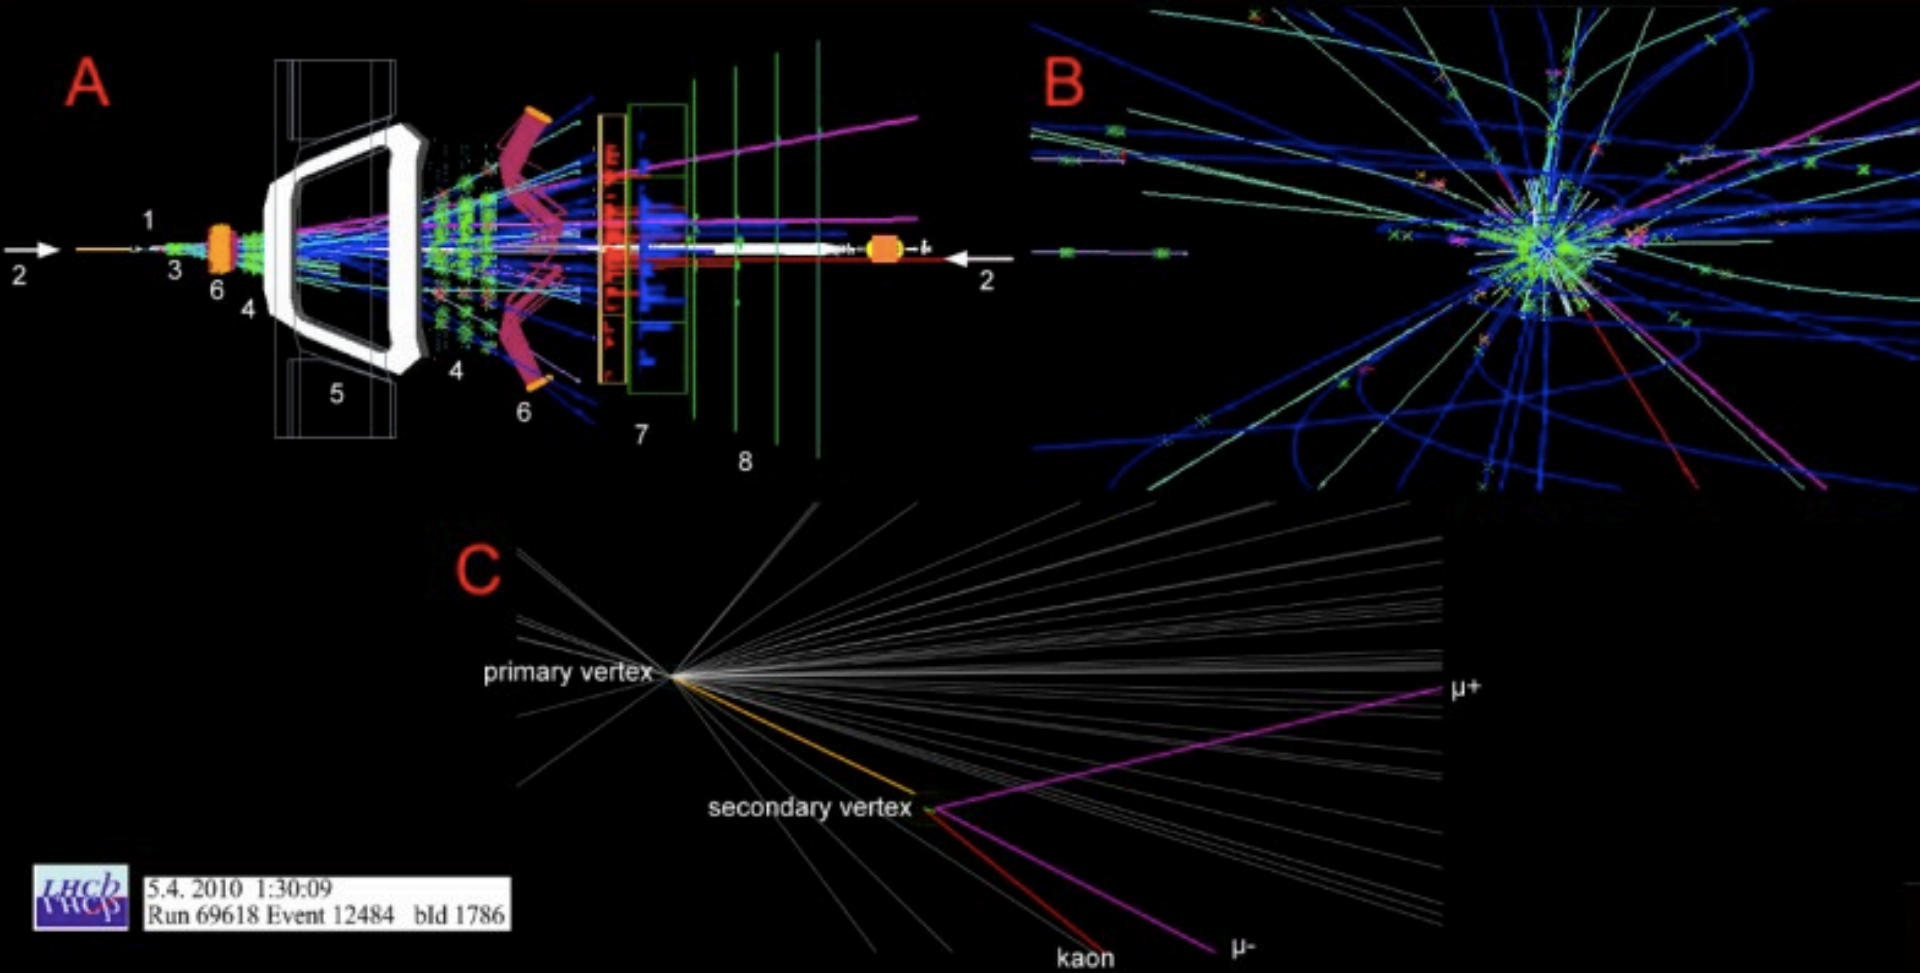 A
B
1
2
3
6
4
5
4
6
7
8
2
C
primary vertex
μ+
secondary vertex
μ-
kaon
LHCb
LHCb
5.4. 2010 1:30:09
Run 69618 Event 12484 bId 1786